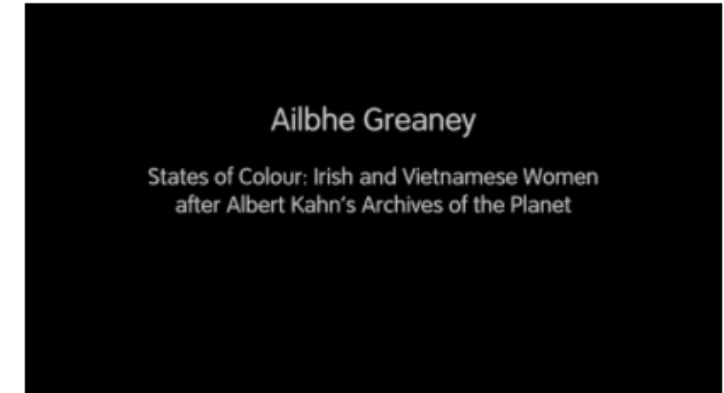 Ailbhe Greaney
States of Colour: Irish and Vietnamese Women
after Albert Kahn's Archives of the Planet